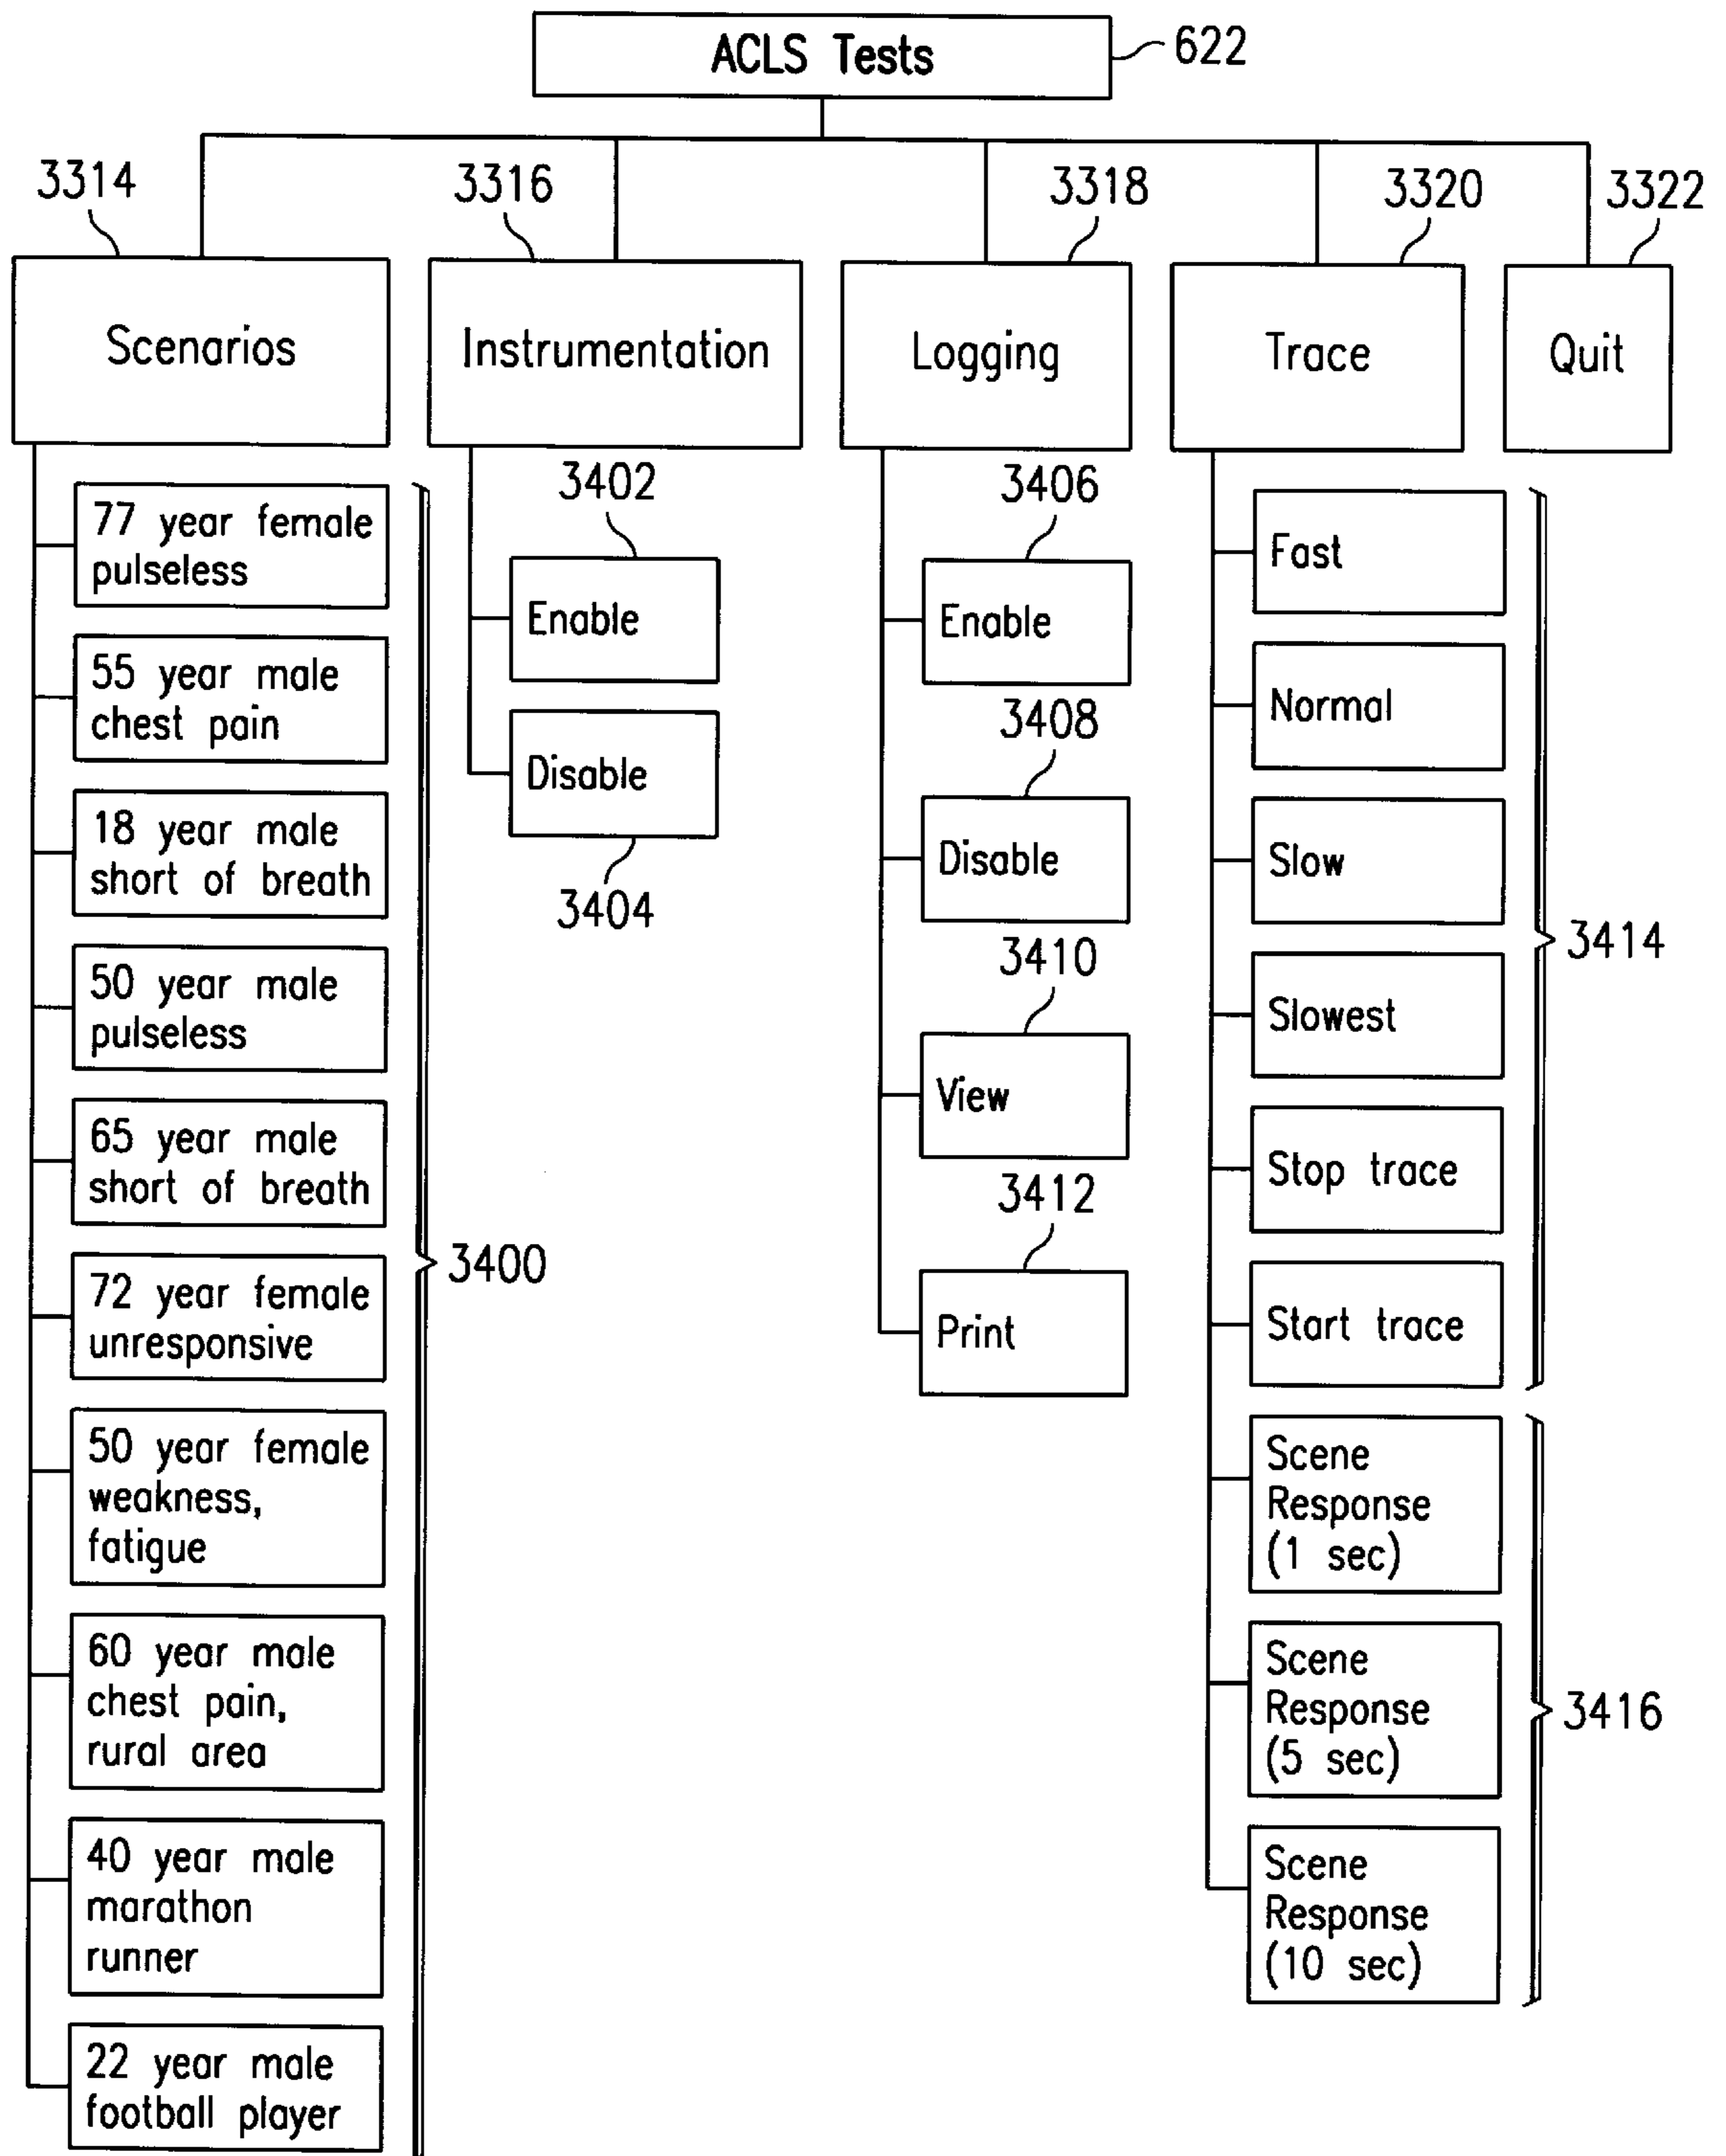 ACLS Tests
622
3314
3316
3318
3320
3322
Scenarios
Instrumentation
Logging
Trace
Quit
77 year female
pulseless
55 year male
chest pain
18 year male
short of breath
50 year male
pulseless
65 year male
short of breath
72 year female
unresponsive
50 year female
weakness,
fatigue
60 year male
chest pain,
rural area
40 year male
marathon
runner
22 year male
football player
3400
3402
Enable
Disable
3404
3406
Enable
3408
Disable
3410
View
3412
Print
Fast
Normal
Slow
Slowest
Stop trace
Start trace
3414
Scene
Response
(1 sec)
Scene
Response
(5 sec)
Scene
Response
(10 sec)
3416